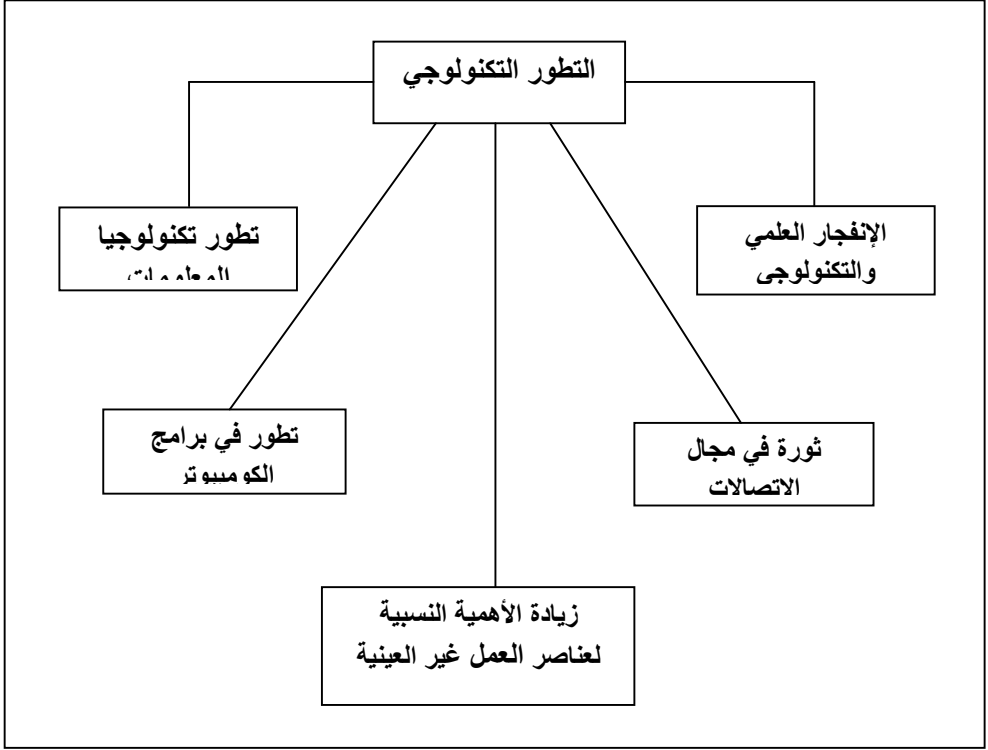 التطور التكنولوجي
الإنفجار العلمي
والتكنولوجي
تطور تكنولوجيا
المعلومات
ثورة في مجال
الاتصالات
تطور في برامج
الكومبيوتر
زيادة الأهمية النسبية
لعناصر العمل غير العينية